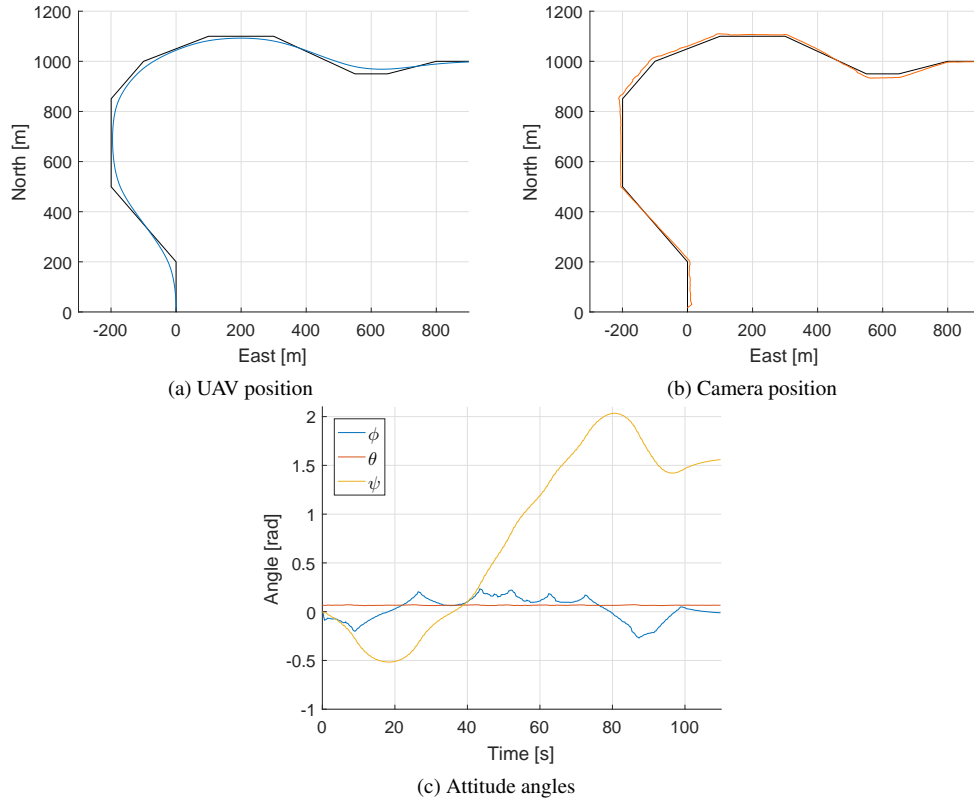 1200
1000
800
600
400
200
0
North [m]
-200 0 200 400 600 800
East [m]
(a) UAV position
1200
1000
800
600
400
200
0
North [m]
-200 0 200 400 600 800
East [m]
(b) Camera position
2
1.5
1
0.5
0
-0.5
-1
Angle [rad]
ϕ
θ
ψ
0 20 40 60 80 100
Time [s]
(c) Attitude angles